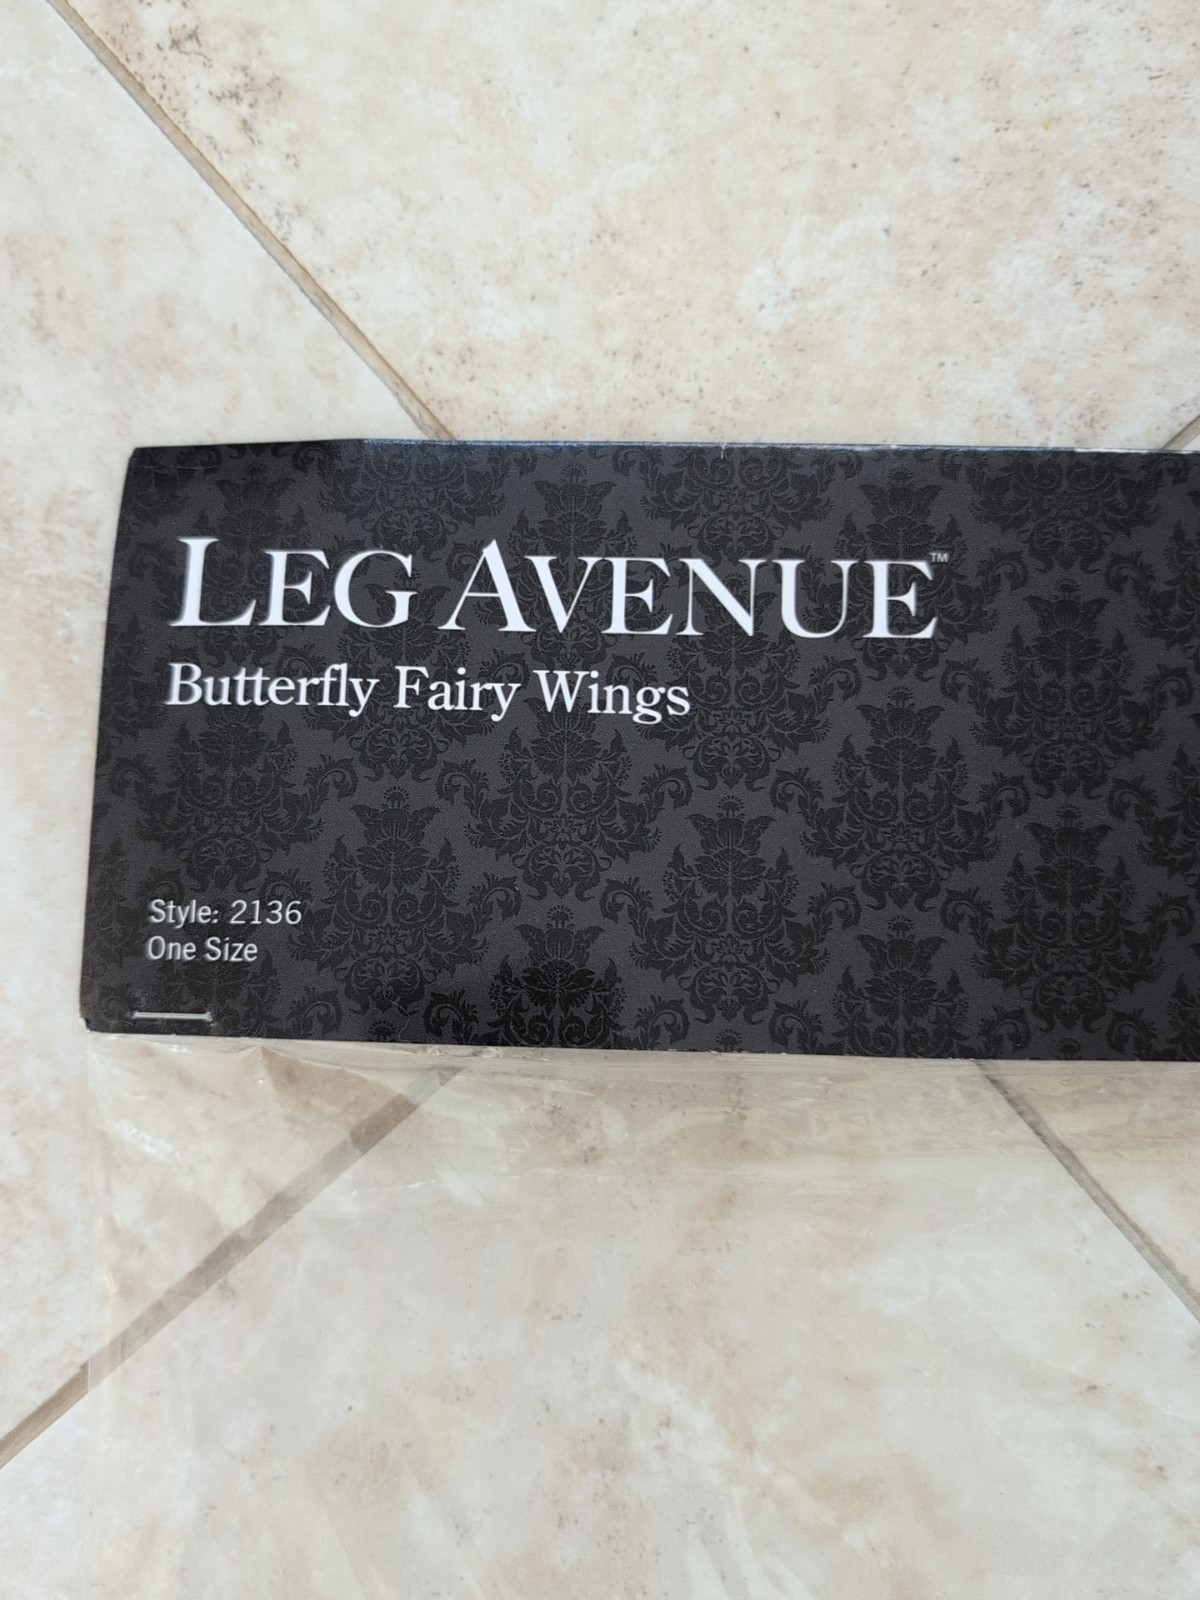 LEG AVENUE™
Butterfly Fairy Wings
Style: 2136
One Size